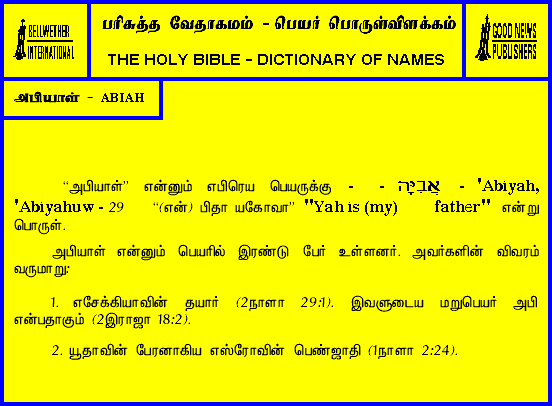 BELLWETHER
INTERNATIONAL
பரிசுத்த வேதாகமம் - பெயர் பொருள்விளக்கம்
THE HOLY BIBLE - DICTIONARY OF NAMES
GOOD NEWS
PUBLISHERS
அபியாள் - ABIAH
“அபியாள்” என்னும் எபிரெய பெயருக்கு - - אֲבִיָּה - 'Abiyah,
'Abiyahuw - 29 “(என்) பிதா யகோவா” "Yah is (my) father" என்று
பொருள்.
அபியாள் என்னும் பெயரில் இரண்டு பேர் உள்ளனர். அவர்களின் விவரம்
வருமாறு:
1. எசேக்கியாவின் தயார் (2நாளா 29:1). இவளுடைய மறுபெயர் அபி
என்பதாகும் (2இராஜா 18:2).
2. யூதாவின் பேரனாகிய எஸ்ரோவின் பெண்ஜாதி (1நாளா 2:24).